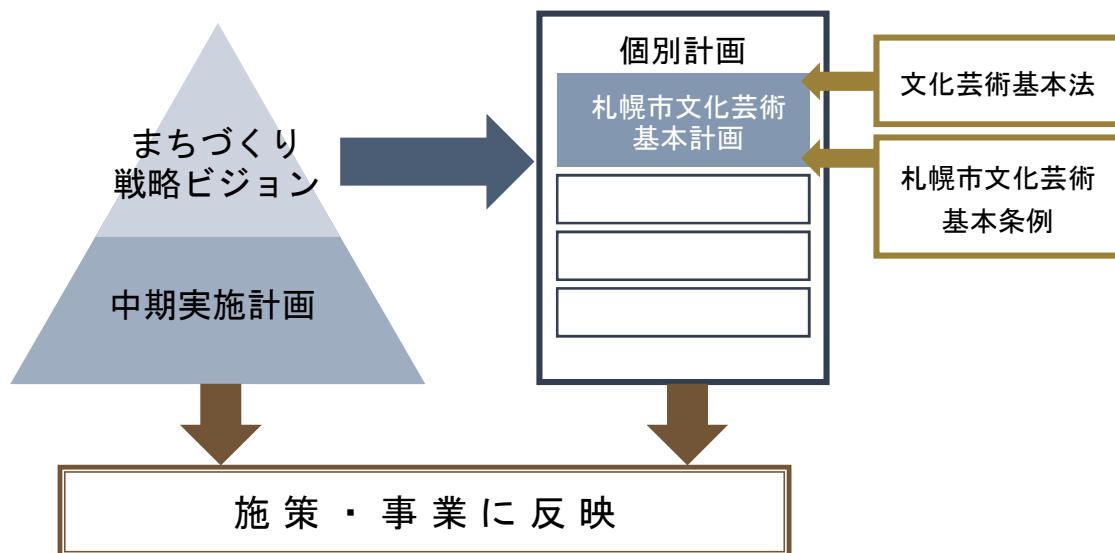 まちづくり
戦略ビジョン
中期実施計画
個別計画
札幌市文化芸術
基本計画
文化芸術基本法
札幌市文化芸術
基本条例
施策・事業に反映